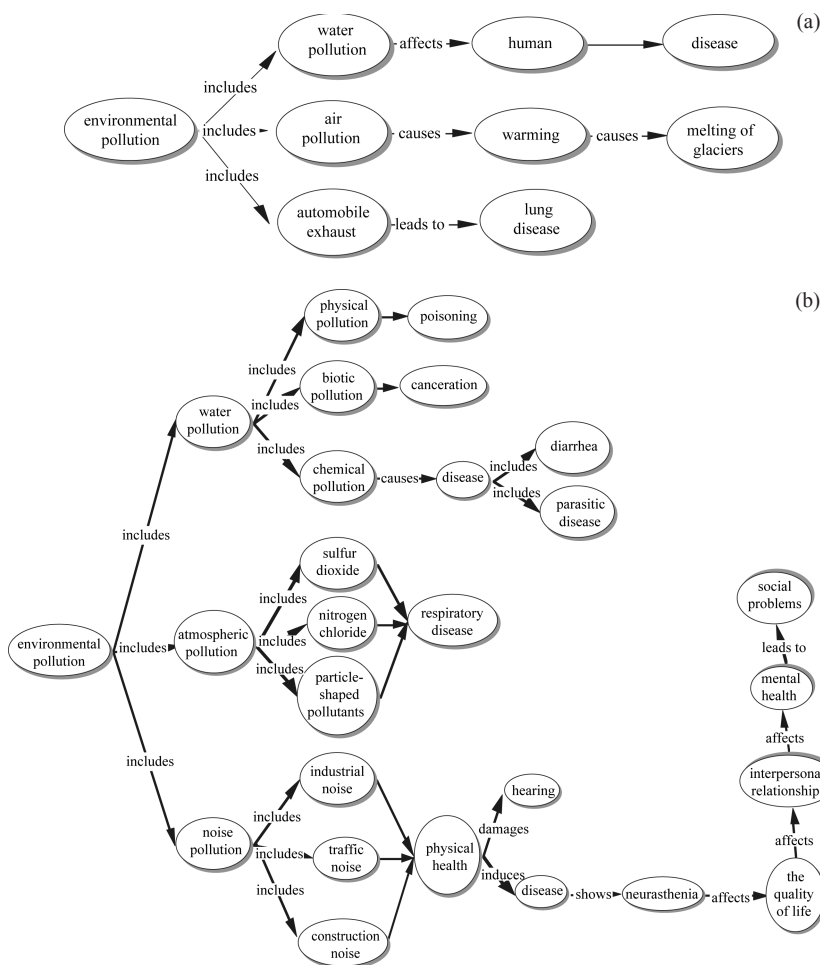 (a)
water
pollution
affects
human
disease
includes
environmental
pollution
includes
air
pollution
causes
warming
causes
melting of
glaciers
includes
automobile
exhaust
leads to
lung
disease
(b)
physical
pollution
poisoning
includes
water
pollution
includes
biotic
pollution
canceration
includes
chemical
pollution
causes
disease
includes
diarrhea
includes
parasitic
disease
includes
environmental
pollution
includes
atmospheric
pollution
includes
sulfur
dioxide
includes
nitrogen
chloride
includes
particle-
shaped
pollutants
respiratory
disease
includes
noise
pollution
includes
industrial
noise
includes
traffic
noise
includes
construction
noise
physical
health
damages
hearing
induces
disease
shows
neurasthenia
affects
the
quality
of life
affects
interpersonal
relationship
affects
mental
health
leads to
social
problems